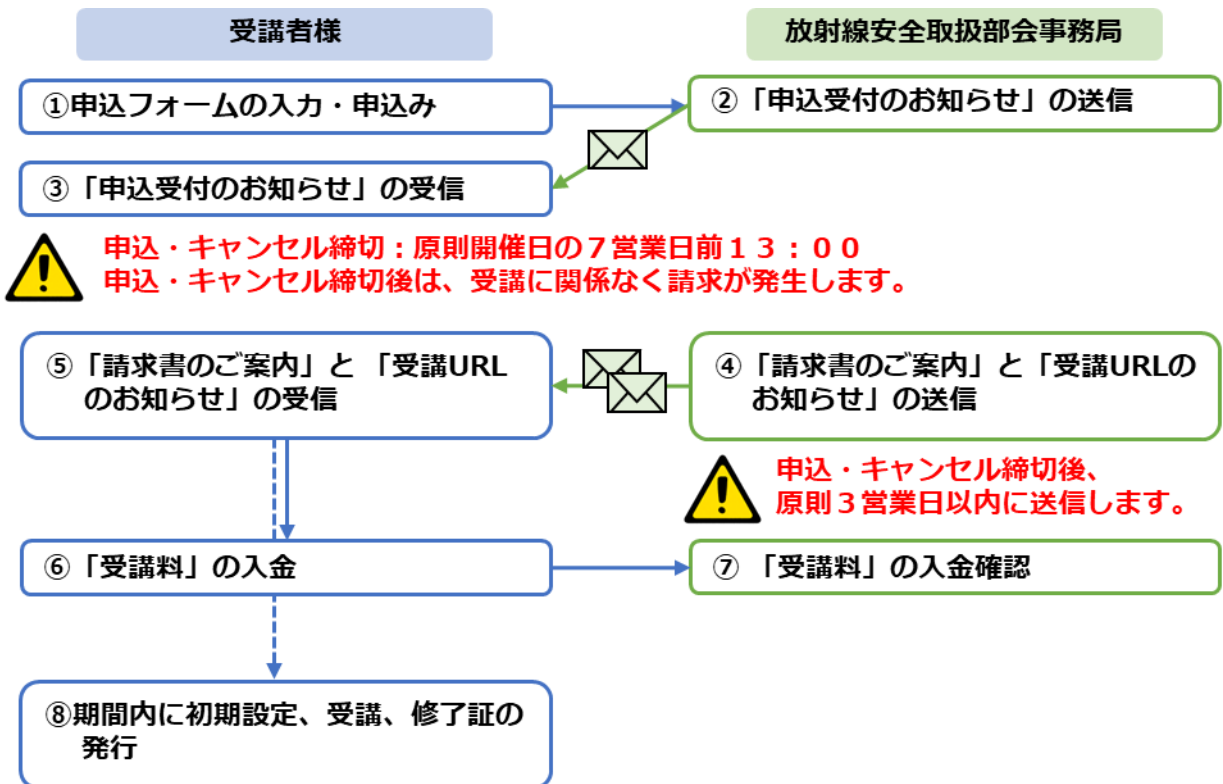 受講者様
放射線安全取扱部会事務局
①申込フォームの入力・申込み
②「申込受付のお知らせ」の送信
③「申込受付のお知らせ」の受信
申込・キャンセル締切：原則開催日の７営業日前１３：００
申込・キャンセル締切後は、受講に関係なく請求が発生します。
⑤「請求書のご案内」と 「受講URL
のお知らせ」の受信
④「請求書のご案内」と「受講URLの
お知らせ」の送信
申込・キャンセル締切後、
原則３営業日以内に送信します。
⑥「受講料」の入金
⑦ 「受講料」の入金確認
⑧期間内に初期設定、受講、修了証の
発行